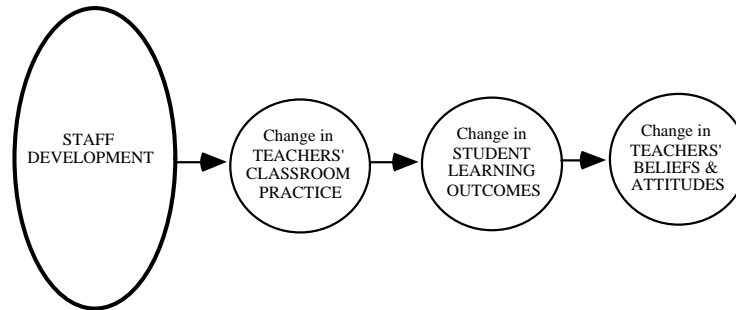 STAFF
DEVELOPMENT
Change in
TEACHERS'
CLASSROOM
PRACTICE
Change in
STUDENT
LEARNING
OUTCOMES
Change in
TEACHERS'
BELIEFS &
ATTITUDES